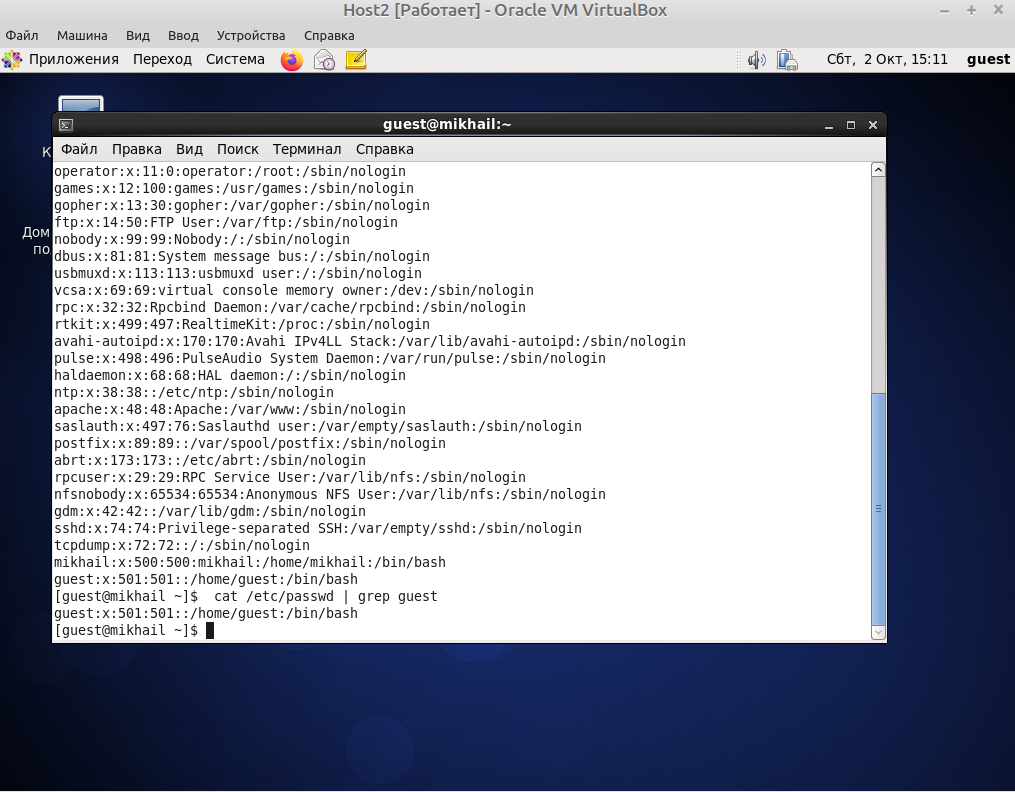 Host2 [Работает] - Oracle VM VirtualBox
Файл Машина Вид Ввод Устройства Справка
Приложения Переход Система Сбт, 2 Окт, 15:11 guest
guest@mikhail:~
Файл Правка Вид Поиск Терминал Справка
К
Дом
по
operator:x:11:0:operator:/root:/sbin/nologin
games:x:12:100:games:/usr/games:/sbin/nologin
gopher:x:13:30:gopher:/var/gopher:/sbin/nologin
ftp:x:14:50:FTP User:/var/ftp:/sbin/nologin
nobody:x:99:99:Nobody:/:/sbin/nologin
dbus:x:81:81:System message bus:/:/sbin/nologin
usbmuxd:x:113:113:usbmuxd user:/:/sbin/nologin
vcsa:x:69:69:virtual console memory owner:/dev:/sbin/nologin
rpc:x:32:32:Rpcbind Daemon:/var/cache/rpcbind:/sbin/nologin
rtkit:x:499:497:RealtimeKit:/proc:/sbin/nologin
avahi-autoipd:x:170:170:Avahi IPv4LL Stack:/var/lib/avahi-autoipd:/sbin/nologin
pulse:x:498:496:PulseAudio System Daemon:/var/run/pulse:/sbin/nologin
haldaemon:x:68:68:HAL daemon:/:/sbin/nologin
ntp:x:38:38::/etc/ntp:/sbin/nologin
apache:x:48:48:Apache:/var/www:/sbin/nologin
saslauth:x:497:76:Saslauthd user:/var/empty/saslauth:/sbin/nologin
postfix:x:89:89::/var/spool/postfix:/sbin/nologin
abrt:x:173:173::/etc/abrt:/sbin/nologin
rpcuser:x:29:29:RPC Service User:/var/lib/nfs:/sbin/nologin
nfsnobody:x:65534:65534:Anonymous NFS User:/var/lib/nfs:/sbin/nologin
gdm:x:42:42::/var/lib/gdm:/sbin/nologin
sshd:x:74:74:Privilege-separated SSH:/var/empty/sshd:/sbin/nologin
tcpdump:x:72:72::/:/sbin/nologin
mikhail:x:500:500:mikhail:/home/mikhail:/bin/bash
guest:x:501:501::/home/guest:/bin/bash
[guest@mikhail ~]$  cat /etc/passwd | grep guest
guest:x:501:501::/home/guest:/bin/bash
[guest@mikhail ~]$